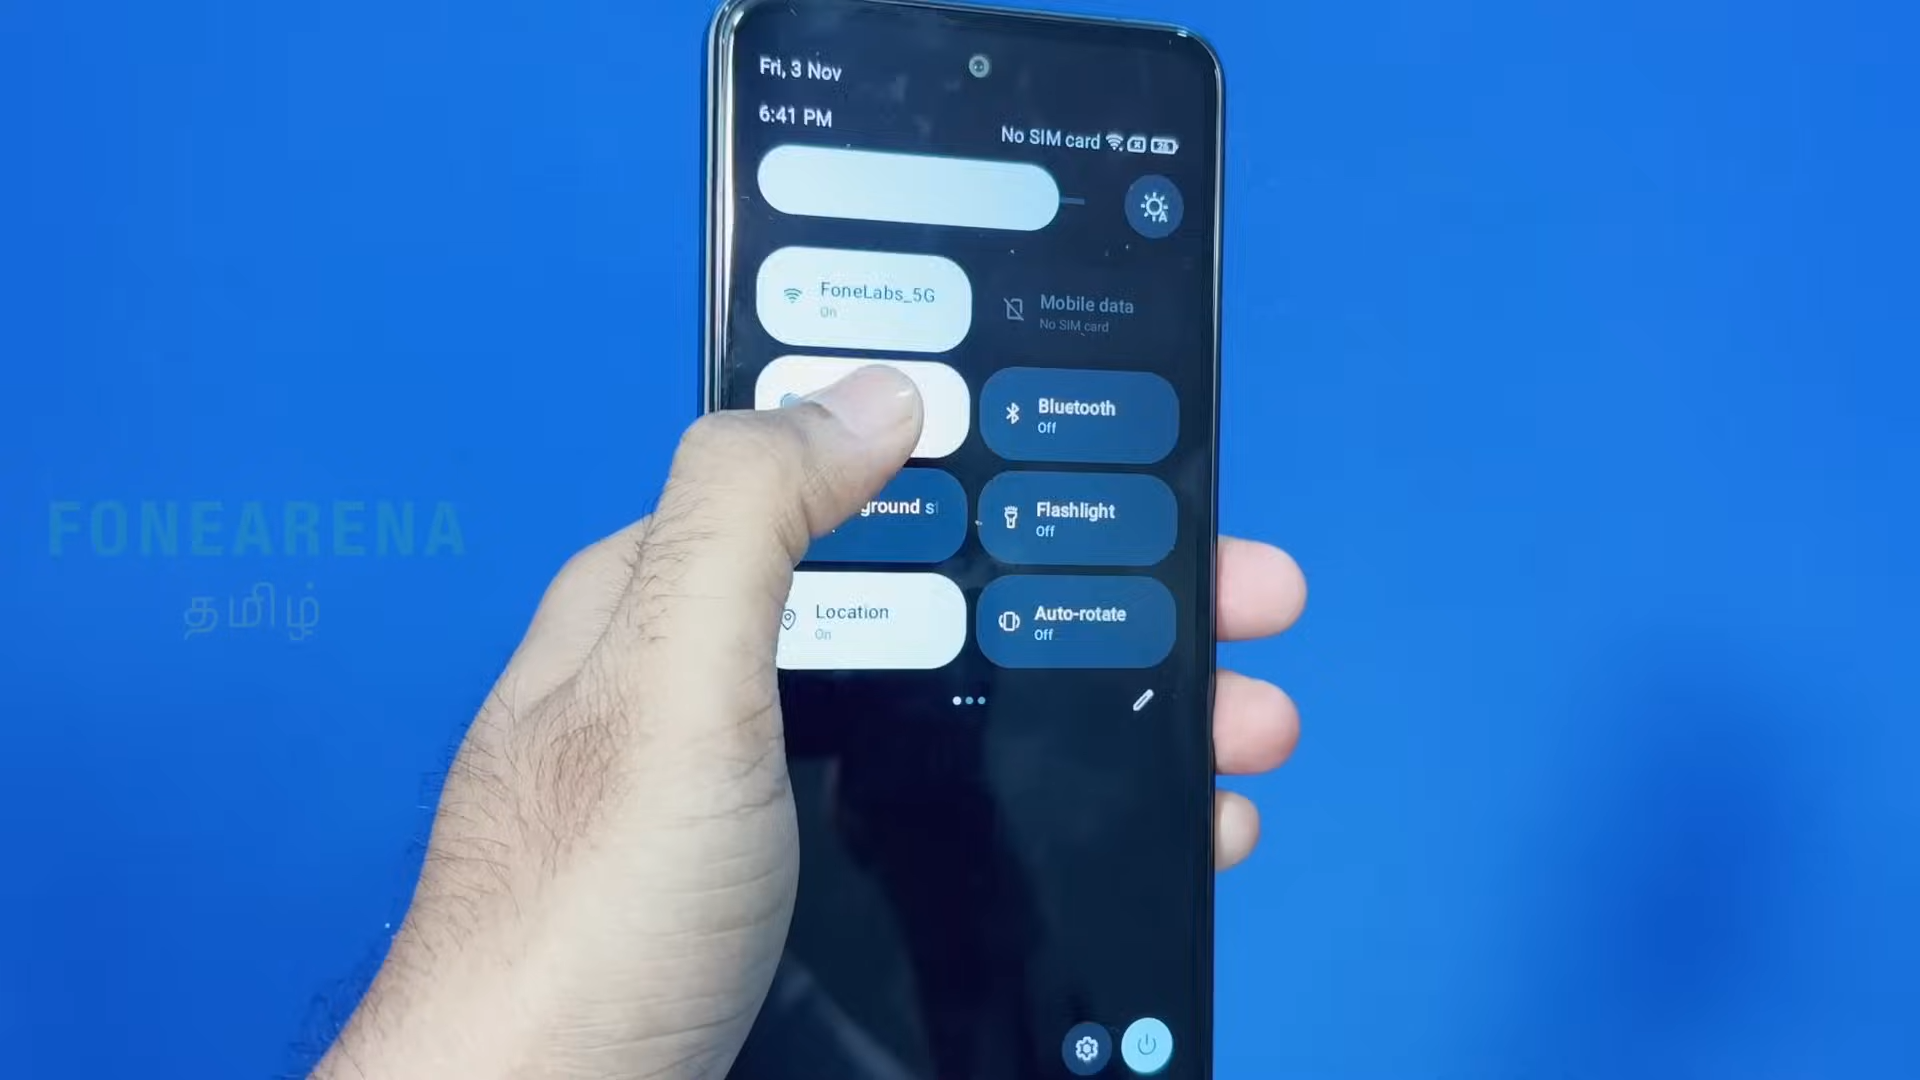 Fri, 3 Nov
6:41 PM
No SIM card
FoneLabs_5G
On
Mobile data
No SIM card
Bluetooth
Off
ground
Flashlight
Off
Location
On
Auto-rotate
Off
FONEARENA
தமிழ்